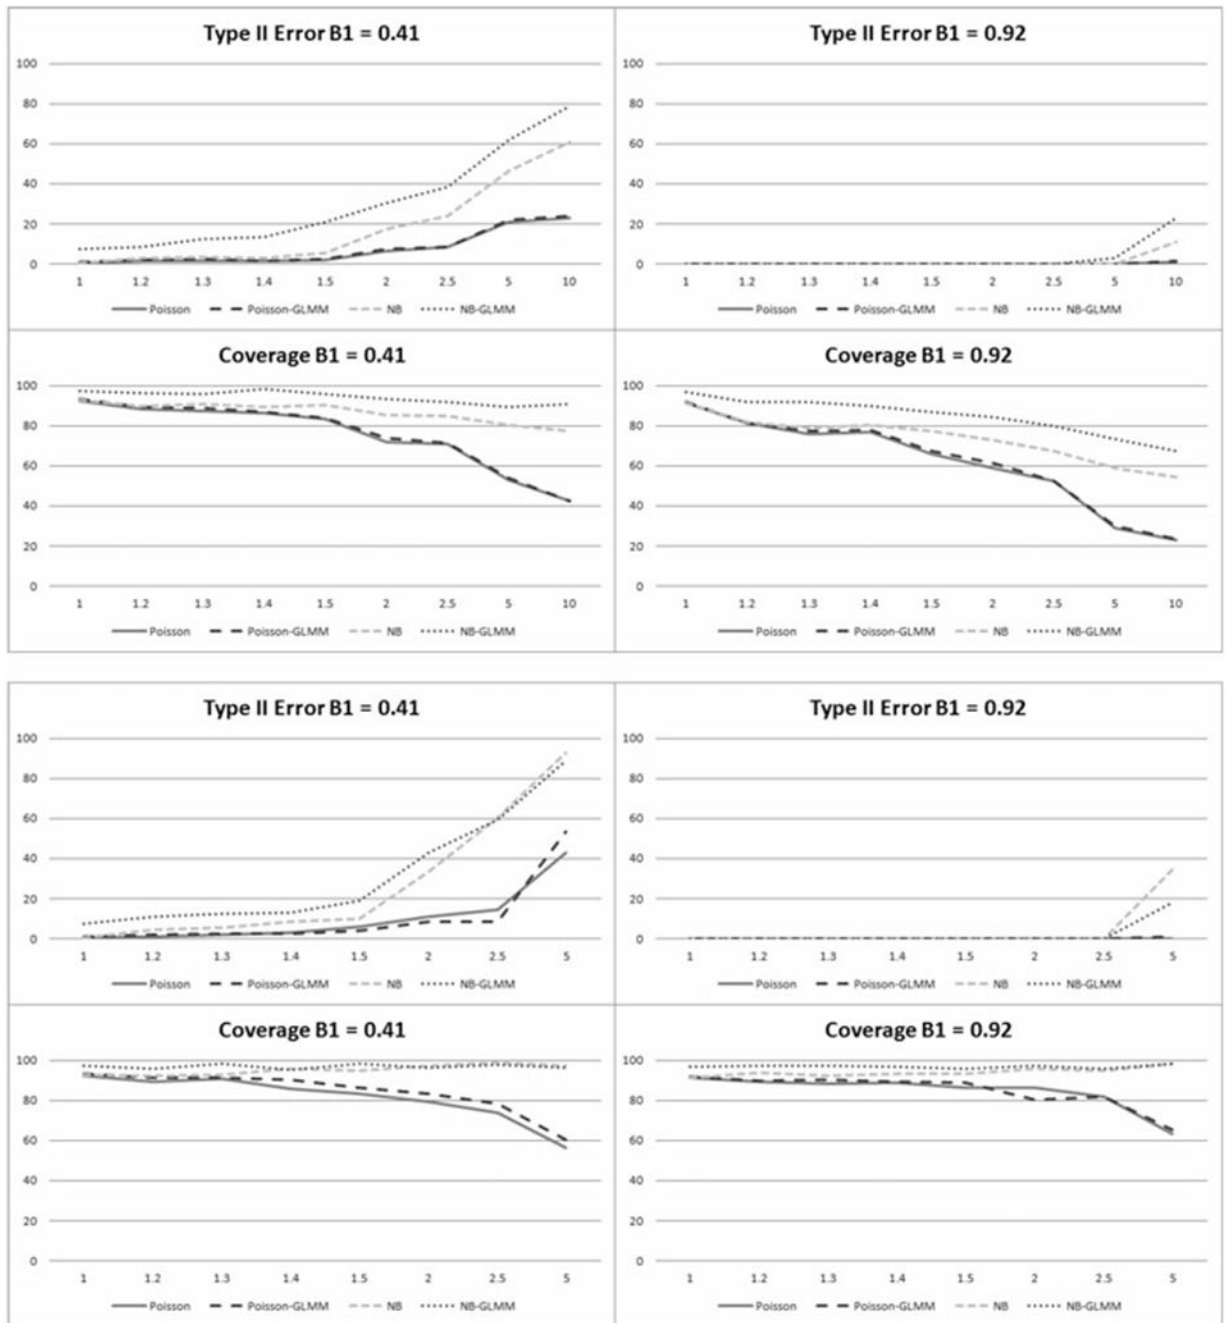 Type II Error B1 = 0.41
100
80
60
40
20
0
1 1.2 1.3 1.4 1.5 2 2.5 5 10
Poisson Poisson-GLMM NB NB-GLMM
Type II Error B1 = 0.92
100
80
60
40
20
0
1 1.2 1.3 1.4 1.5 2 2.5 5 10
Poisson Poisson-GLMM NB NB-GLMM
Coverage B1 = 0.41
100
80
60
40
20
0
1 1.2 1.3 1.4 1.5 2 2.5 5 10
Poisson Poisson-GLMM NB NB-GLMM
Coverage B1 = 0.92
100
80
60
40
20
0
1 1.2 1.3 1.4 1.5 2 2.5 5 10
Poisson Poisson-GLMM NB NB-GLMM
Type II Error B1 = 0.41
100
80
60
40
20
0
1 1.2 1.3 1.4 1.5 2 2.5 5
Poisson Poisson-GLMM NB NB-GLMM
Type II Error B1 = 0.92
100
80
60
40
20
0
1 1.2 1.3 1.4 1.5 2 2.5 5
Poisson Poisson-GLMM NB NB-GLMM
Coverage B1 = 0.41
100
80
60
40
20
0
1 1.2 1.3 1.4 1.5 2 2.5 5
Poisson Poisson-GLMM NB NB-GLMM
Coverage B1 = 0.92
100
80
60
40
20
0
1 1.2 1.3 1.4 1.5 2 2.5 5
Poisson Poisson-GLMM NB NB-GLMM